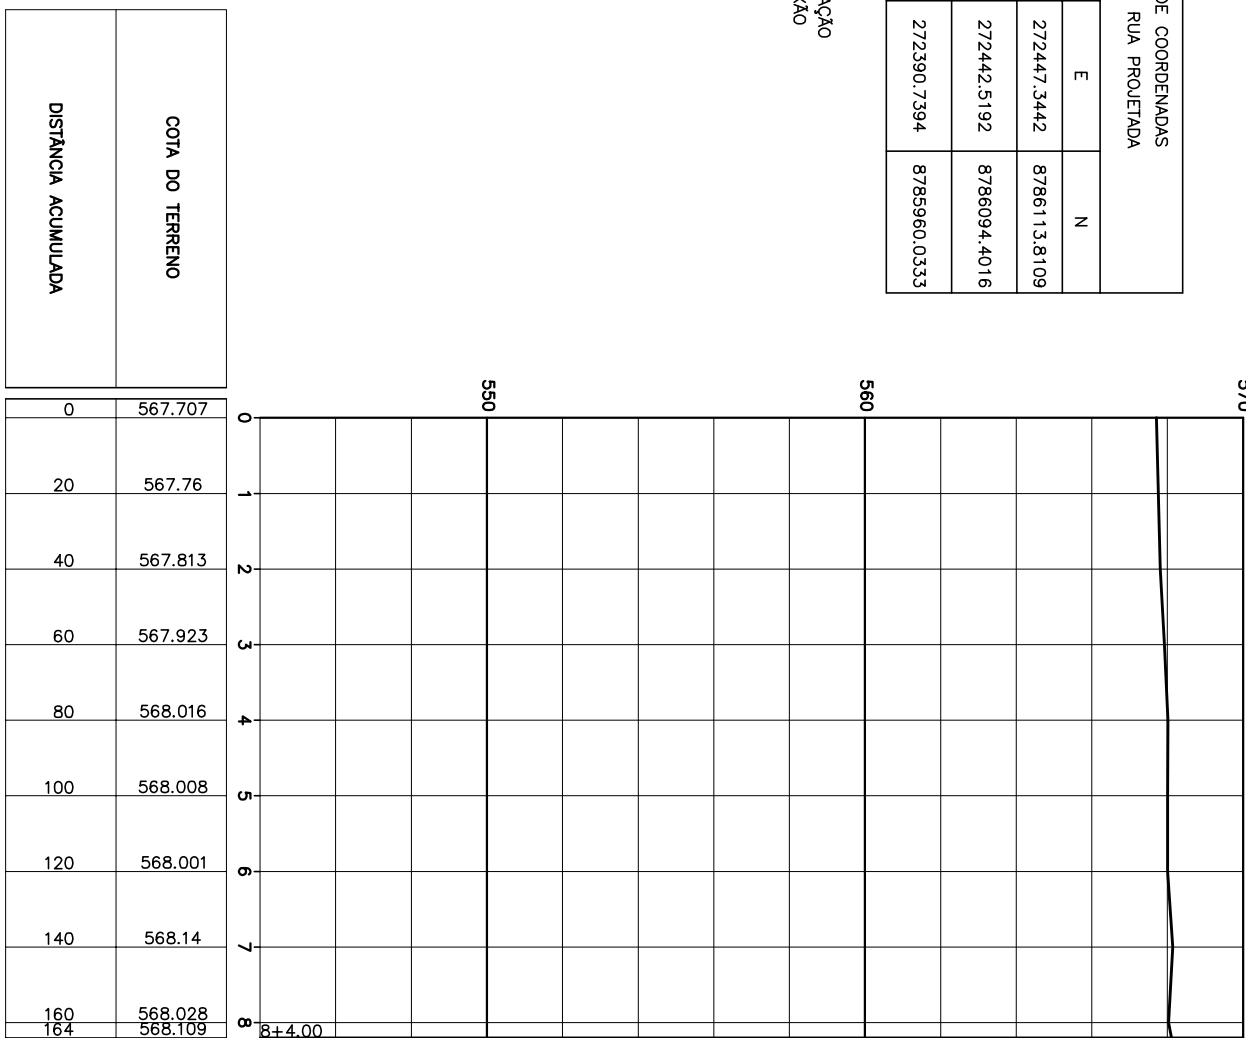 DE COORDENADAS
RUA PROJETADA
E N
272447.3442 8786113.8109
272442.5192 8786094.4016
272390.7394 8785960.0333
AÇÃO
XÃO
COTA DO TERRENO
DISTÂNCIA ACUMULADA
550 560 570
0 567.707 0
20 567.76 1
40 567.813 2
60 567.923 3
80 568.016 4
100 568.008 5
120 568.001 6
140 568.14 7
160 568.028 8
164 568.109 8+4.00